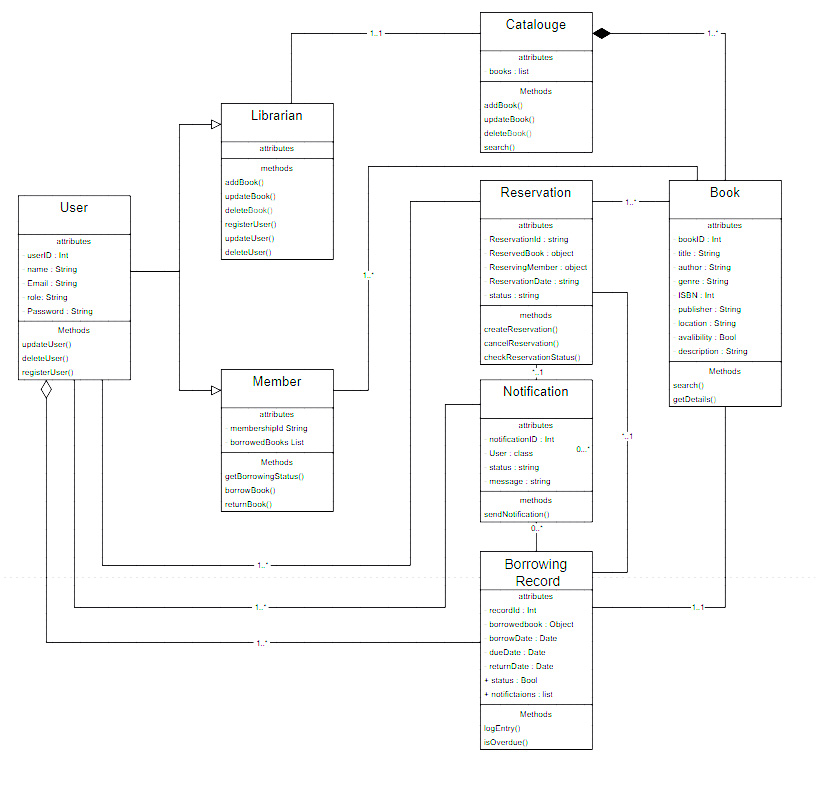 Catalouge
attributes
books : list
Methods
addBook()
updateBook()
deleteBook()
search()
1..1
1..*
Librarian
attributes
methods
addBook()
updateBook()
deleteBook()
registerUser()
updateUser()
deleteUser()
User
attributes
userID : Int
name : String
Email : String
role: String
Password : String
Methods
updateUser()
deleteUser()
registerUser()
Reservation
attributes
ReservationId : string
ReservedBook : object
ReservingMember : object
ReservationDate : string
status : string
methods
createReservation()
cancelReservation()
checkReservationStatus()
1..*
Book
attributes
bookID : Int
title : String
author : String
genre : String
ISBN : Int
publisher : String
location : String
avalibility : Bool
description : String
Methods
search()
getDetails()
1..*
Member
attributes
membershipId String
borrowedBooks List
Methods
getBorrowingStatus()
borrowBook()
returnBook()
*..1
Notification
attributes
notificationID : Int
User : class
status : string
message : string
methods
sendNotification()
0...*
*..1
0..*
Borrowing
Record
attributes
recordId : Int
borrowedbook : Object
borrowDate : Date
dueDate : Date
returnDate : Date
+ status : Bool
+ notifictaions : list
Methods
logEntry()
isOverdue()
1..*
1..*
1..1
1..*